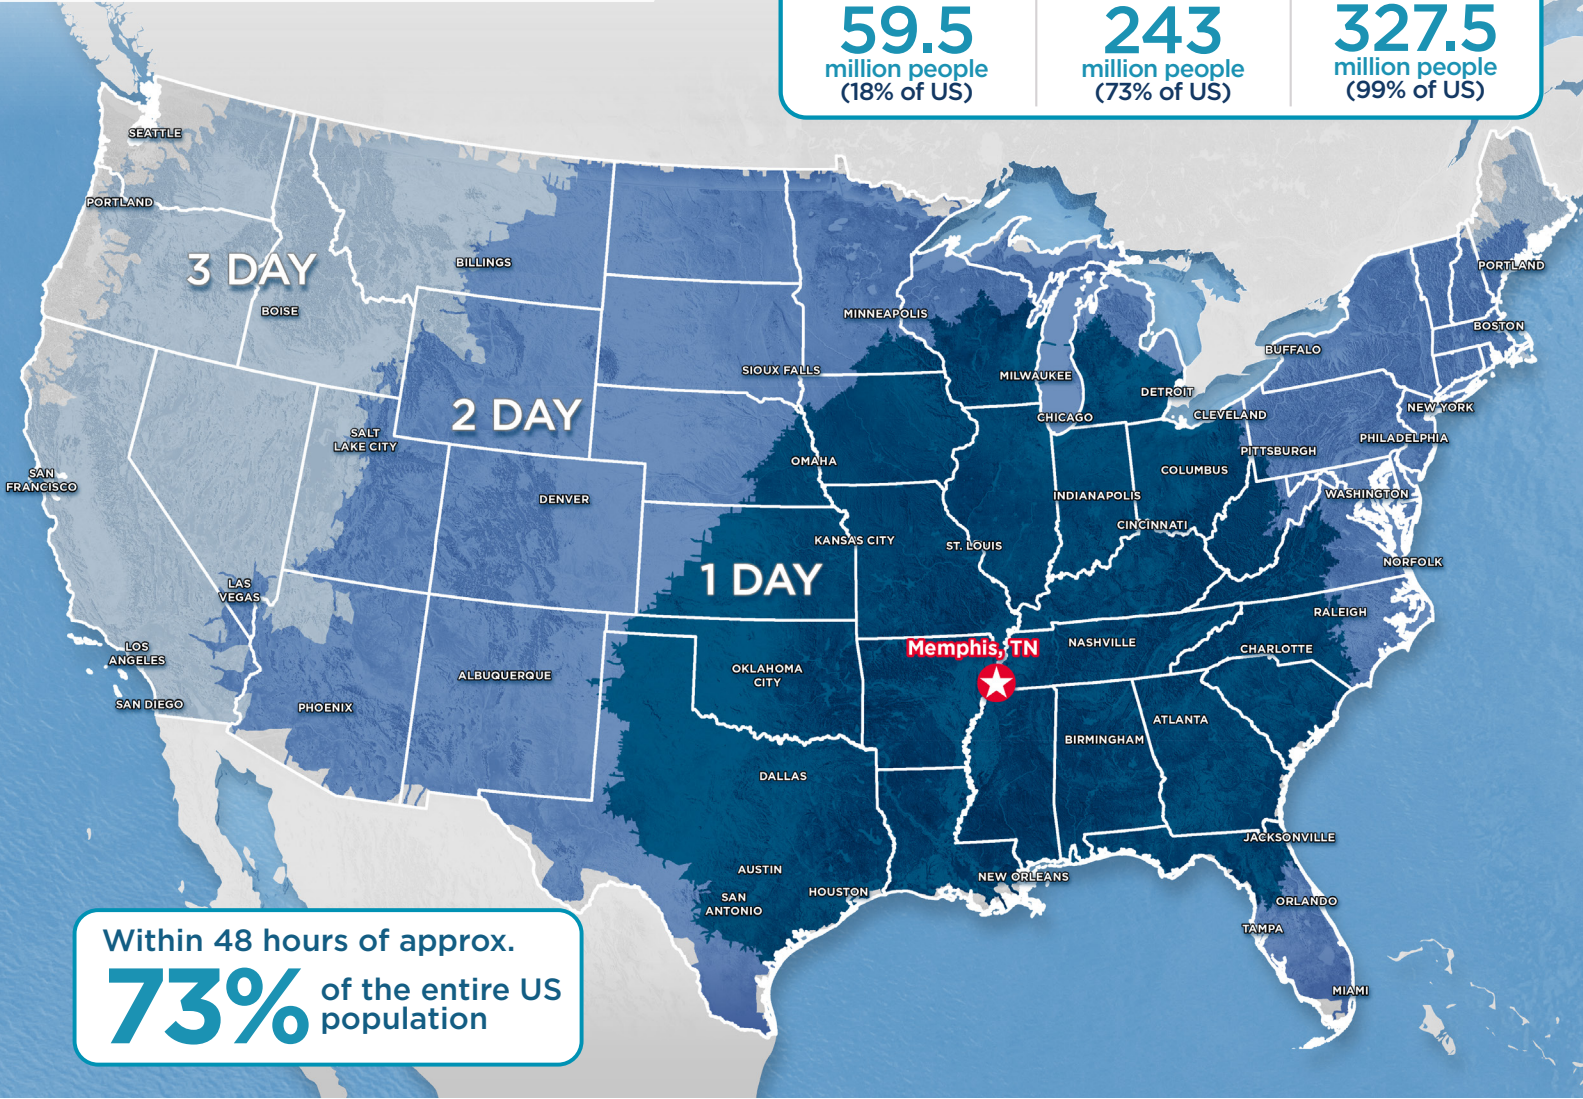 59.5
million people
(18% of US)
243
million people
(73% of US)
327.5
million people
(99% of US)
SEATTLE
PORTLAND
3 DAY
BOISE
BILLINGS
MINNEAPOLIS
PORTLAND
BOSTON
BUFFALO
SIOUX FALLS
MILWAUKEE
DETROIT
2 DAY
CHICAGO
CLEVELAND
NEW YORK
SALT
LAKE CITY
PHILADELPHIA
PITTSBURGH
OMAHA
COLUMBUS
SAN
FRANCISCO
DENVER
INDIANAPOLIS
WASHINGTON
CINCINNATI
KANSAS CITY
ST. LOUIS
NORFOLK
1 DAY
LAS
VEGAS
RALEIGH
Memphis, TN
NASHVILLE
CHARLOTTE
LOS
ANGELES
ALBUQUERQUE
OKLAHOMA
CITY
SAN DIEGO
PHOENIX
ATLANTA
BIRMINGHAM
DALLAS
JACKSONVILLE
AUSTIN
NEW ORLEANS
HOUSTON
SAN
ANTONIO
ORLANDO
TAMPA
MIAMI
Within 48 hours of approx.
73%
of the entire US
population